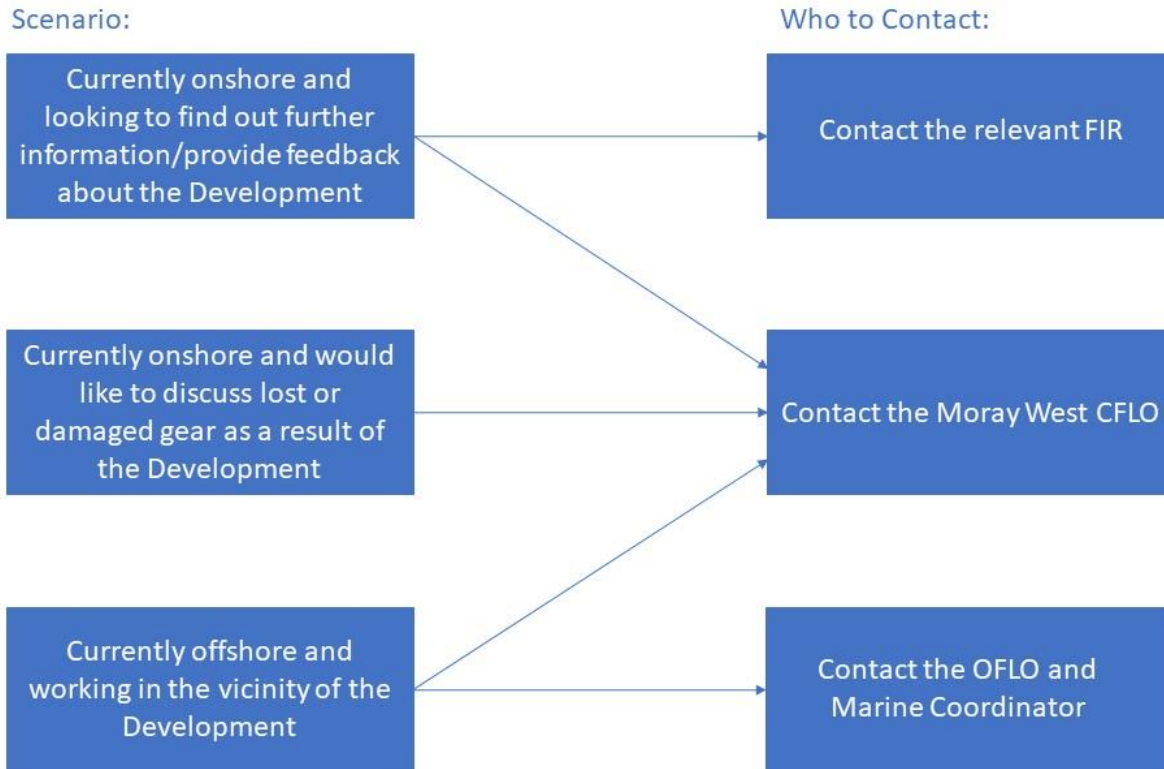 Scenario:
Who to Contact:
Currently onshore and
looking to find out further
information/provide feedback
about the Development
Contact the relevant FIR
Currently onshore and would
like to discuss lost or
damaged gear as a result of
the Development
Contact the Moray West CFLO
Currently offshore and
working in the vicinity of the
Development
Contact the OFLO and
Marine Coordinator